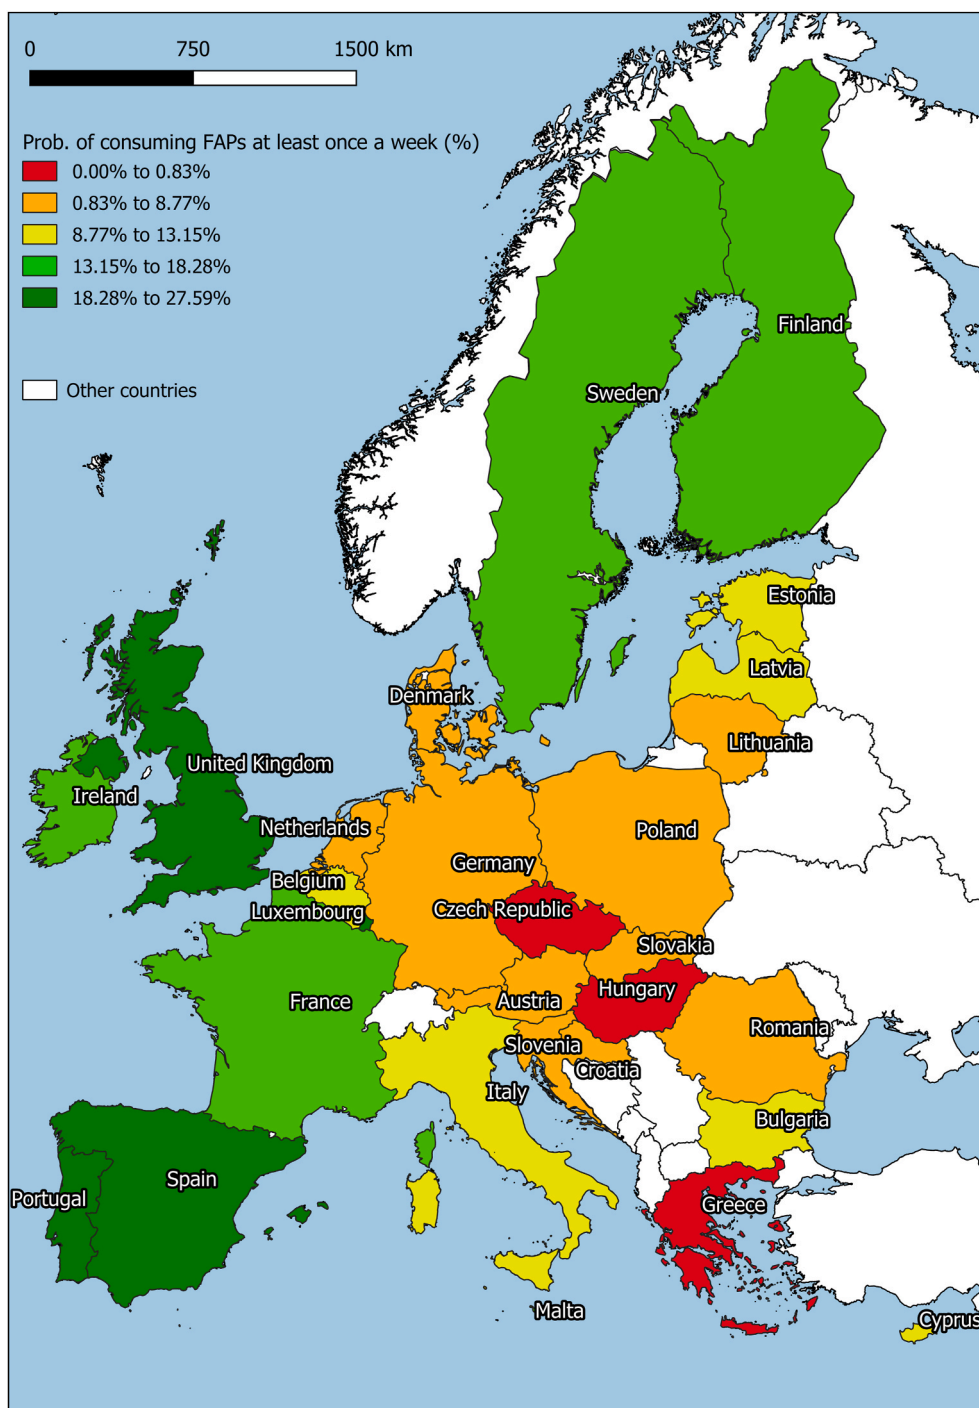 0 750 1500 km
Prob. of consuming FAPs at least once a week (%)
0.00% to 0.83%
0.83% to 8.77%
8.77% to 13.15%
13.15% to 18.28%
18.28% to 27.59%
Other countries
Finland
Sweden
Estonia
Latvia
Denmark
Lithuania
United Kingdom
Ireland
Netherlands
Poland
Germany
Belgium
Czech Republic
Luxembourg
Slovakia
Hungary
France
Austria
Romania
Slovenia
Croatia
Italy
Bulgaria
Spain
Portugal
Greece
Malta
Cyprus